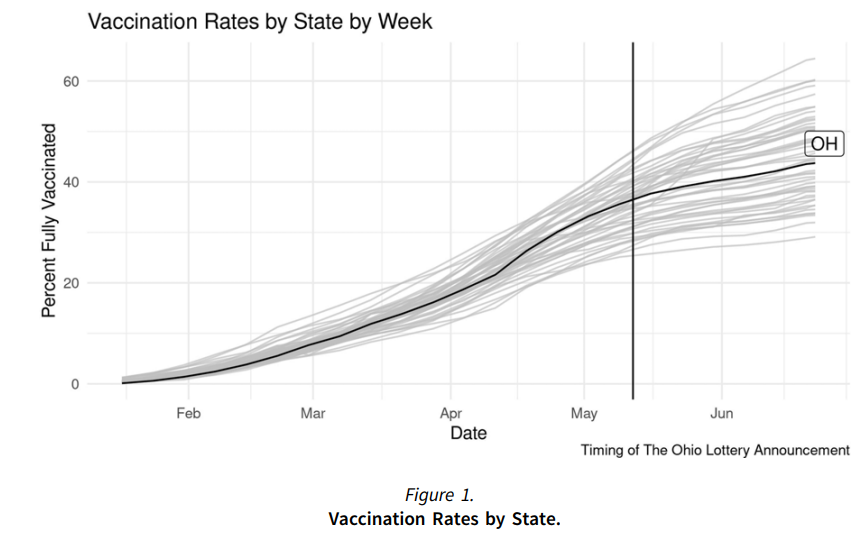 Vaccination Rates by State by Week
Percent Fully Vaccinated
60
40
20
0
OH
Feb Mar Apr May Jun
Date
Timing of The Ohio Lottery Announcement
Figure 1.
Vaccination Rates by State.